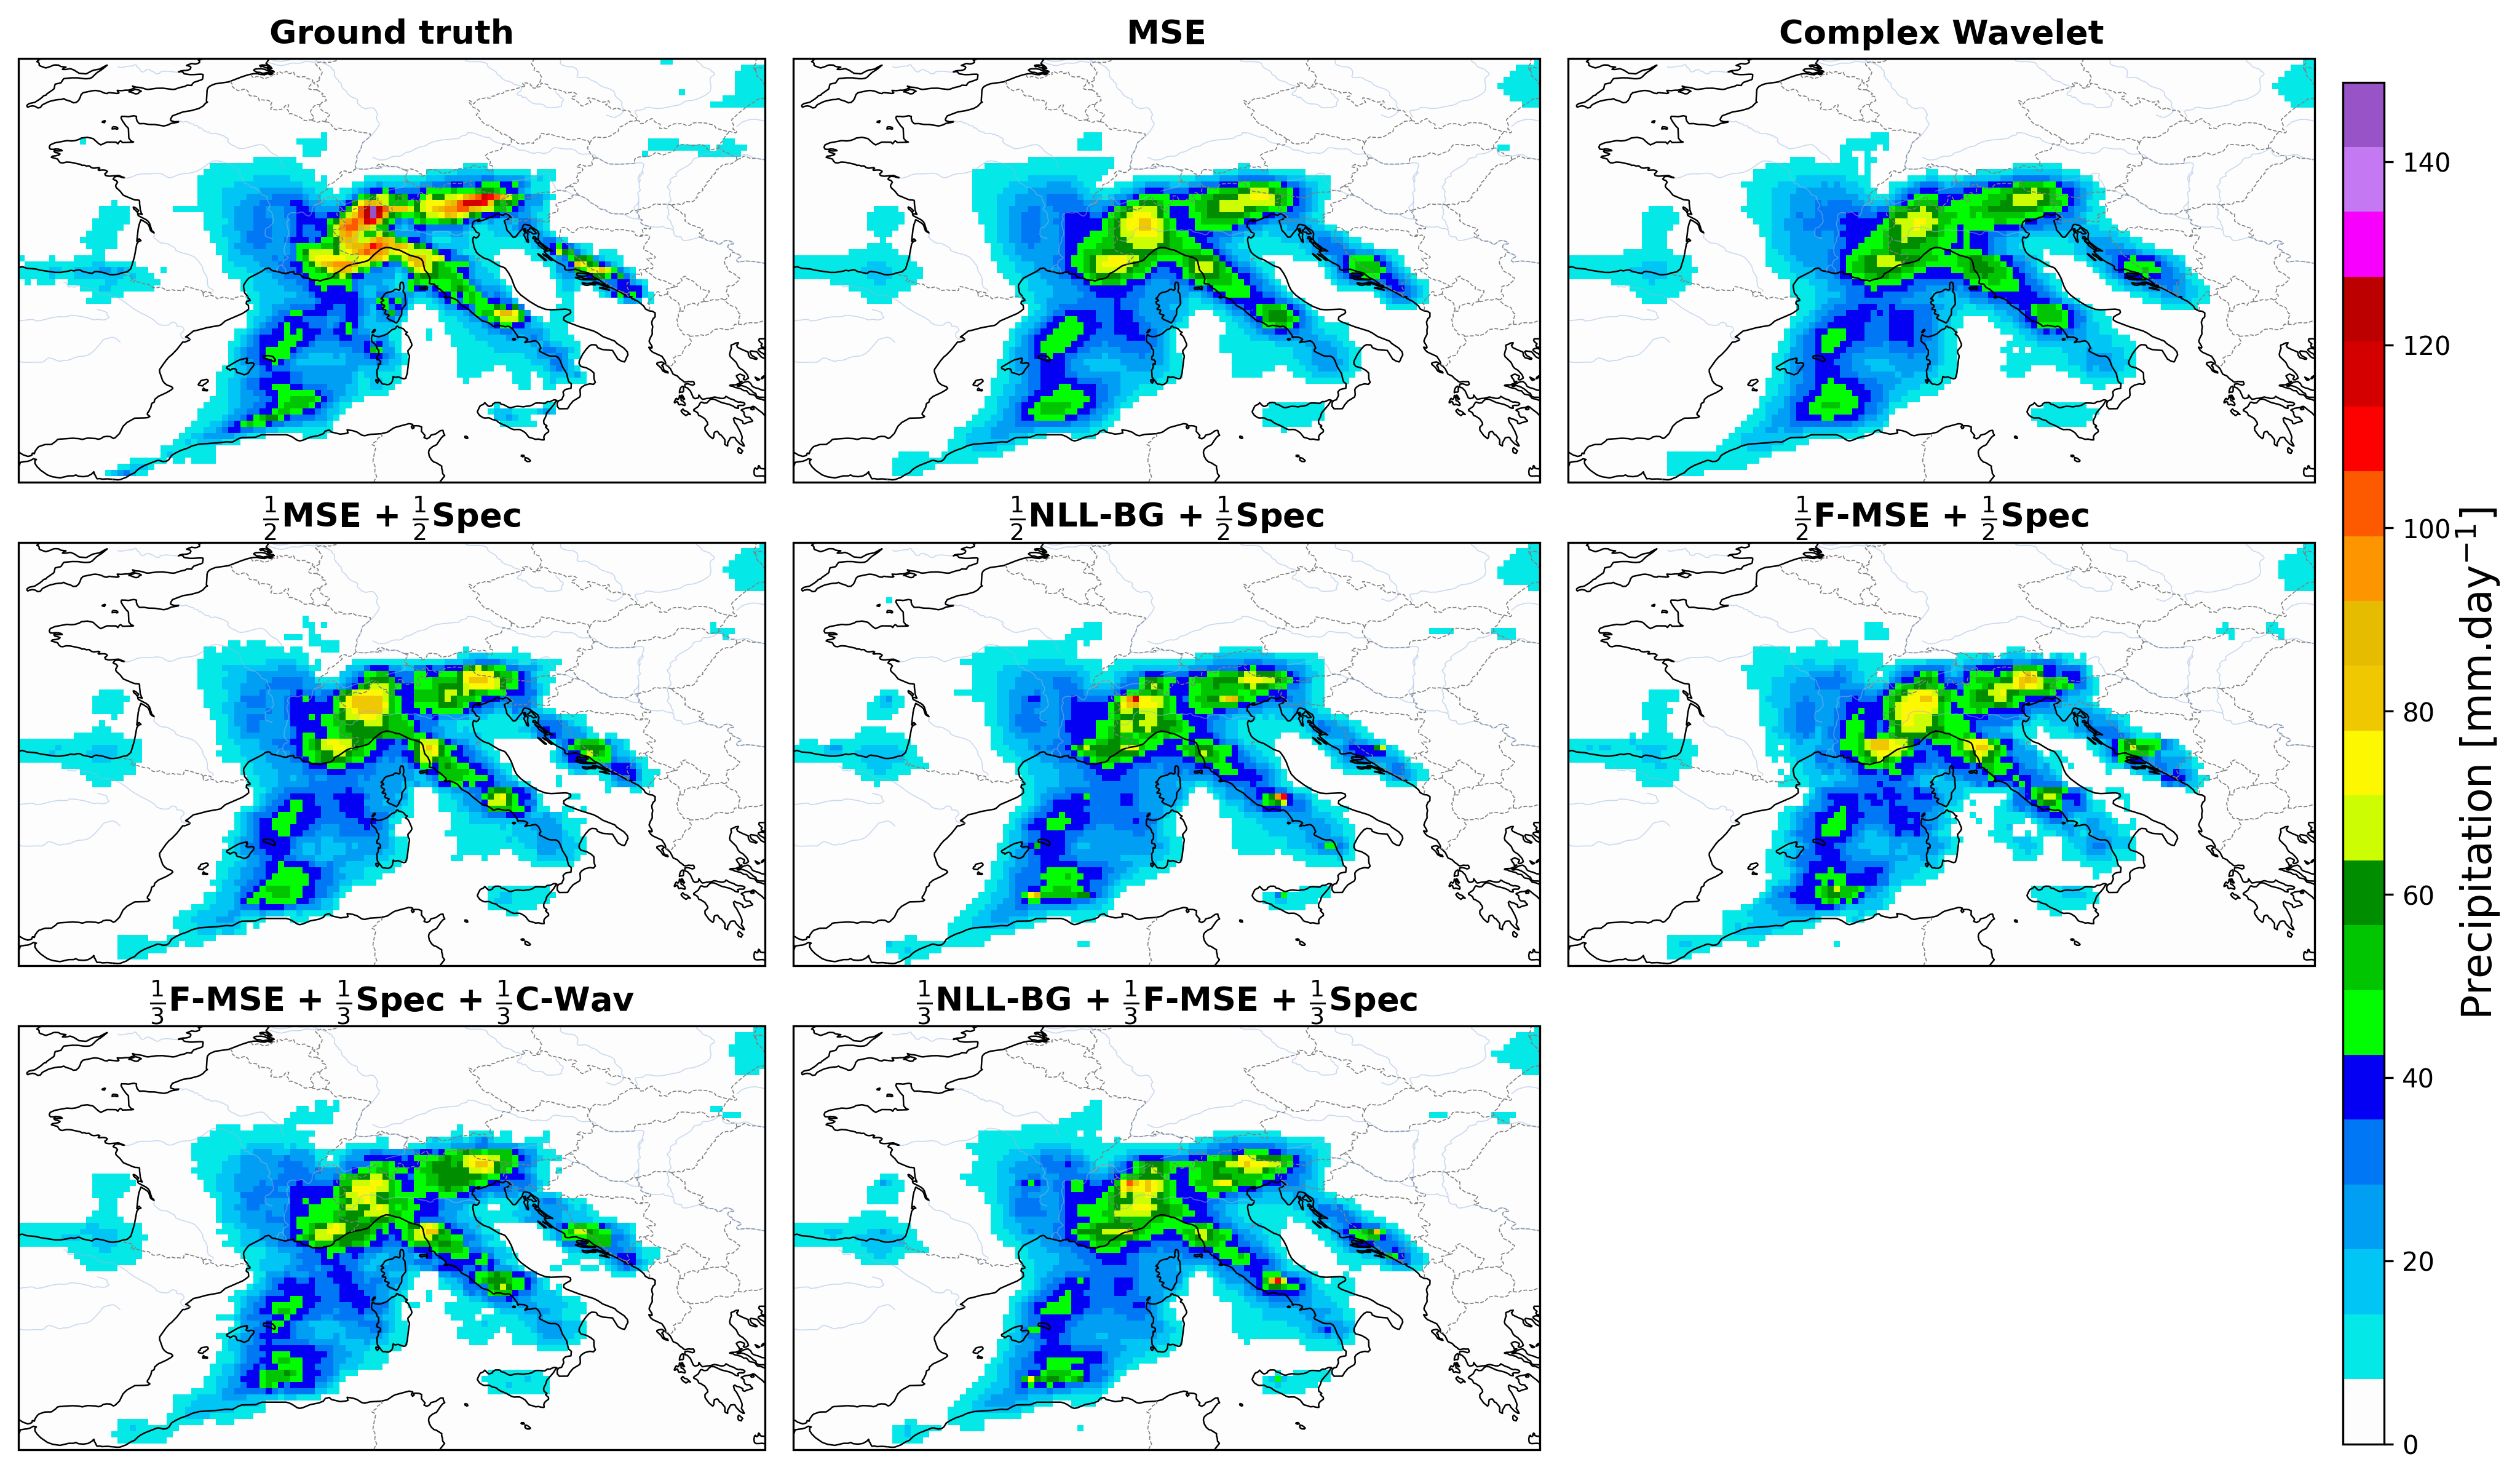 Ground truth
MSE
Complex Wavelet
½MSE + ½Spec
½NLL-BG + ½Spec
½F-MSE + ½Spec
⅓F-MSE + ⅓Spec + ⅓C-Wav
⅓NLL-BG + ⅓F-MSE + ⅓Spec
140
120
100
80
60
40
20
0
Precipitation [mm.day⁻¹]